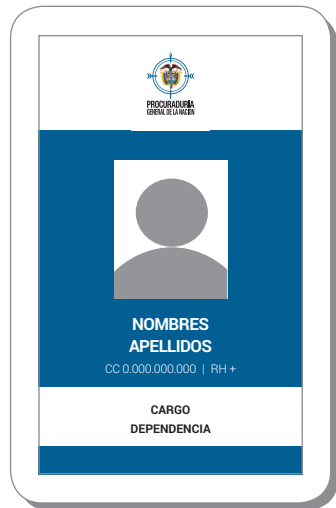 PROCURADURÍA
GENERAL DE LA NACIÓN
NOMBRES
APELLIDOS
CC 0.000.000.000 | RH +
CARGO
DEPENDENCIA